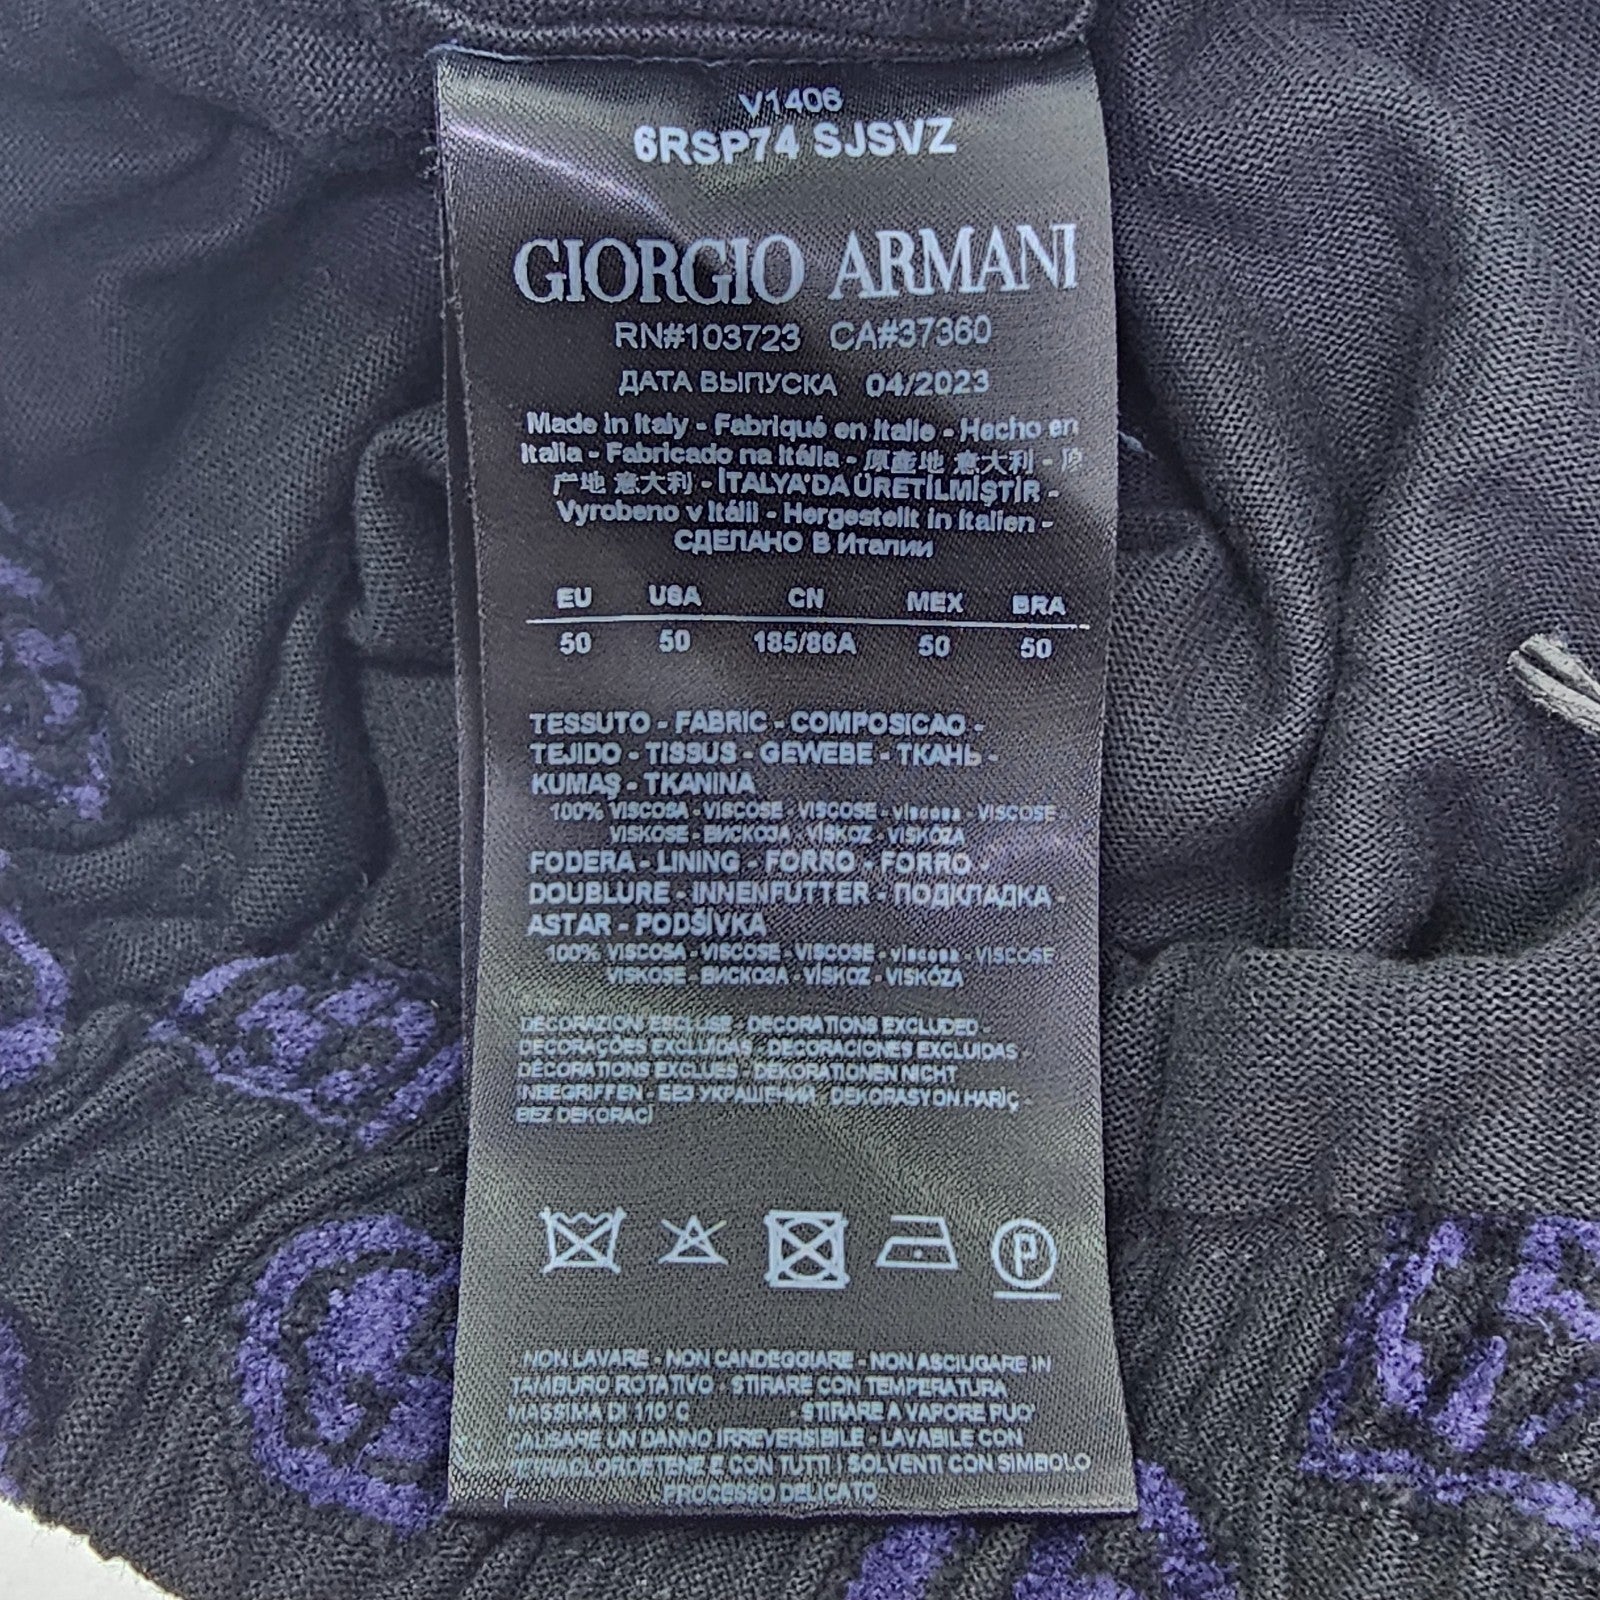 V1406
6RSP74 SJSVZ
GIORGIO ARMANI
RN#103723 CA#37360
ДАТА ВЫПУСКА 04/2023
Made in Italy - Fabriqué en Italie - Hecho en
Italia - Fabricado na Itália - 原產地 意大利 - 原
产地 意大利 - İTALYA'DA ÜRETİLMİŞTİR -
Vyrobeno v Itálii - Hergestellt in Italien -
СДЕЛАНО В Италии
EU USA CN MEX BRA
50 50 185/86A 50 50
TESSUTO - FABRIC - COMPOSICAO -
TEJIDO - TISSUS - GEWEBE - ТКАНЬ -
KUMAŞ - TKANINA
100% VISCOSA - VISCOSE - VISCOSE - viscosa - VISCOSE -
VISKOSE - ВИСКОЗА - VİSKOZ - VISKÓZA
FODERA - LINING - FORRO - FORRO -
DOUBLURE - INNENFUTTER - ПОДКЛАДКА -
ASTAR - PODŠÍVKA
100% VISCOSA - VISCOSE - VISCOSE - viscosa - VISCOSE
VISKOSE - ВИСКОЗА - VİSKOZ - VISKÓZA
DECORAZIONI ESCLUSE - DECORATIONS EXCLUDED -
DECORAÇÕES EXCLUIDAS - DECORACIONES EXCLUIDAS -
DÉCORATIONS EXCLUES - DEKORATIONEN NICHT
INBEGRIFFEN - БЕЗ УКРАШЕНИЙ DEKORASYON HARİÇ -
BEZ DEKORACÍ
P
NON LAVARE - NON CANDEGGIARE - NON ASCIUGARE IN
TAMBURO ROTATIVO - STIRARE CON TEMPERATURA
MASSIMA DI 110°C - STIRARE A VAPORE PUO'
CAUSARE UN DANNO IRREVERSIBILE - LAVABILE CON
E CON TUTTI I SOLVENTI CON SIMBOLO
PROCESSO DELICATO